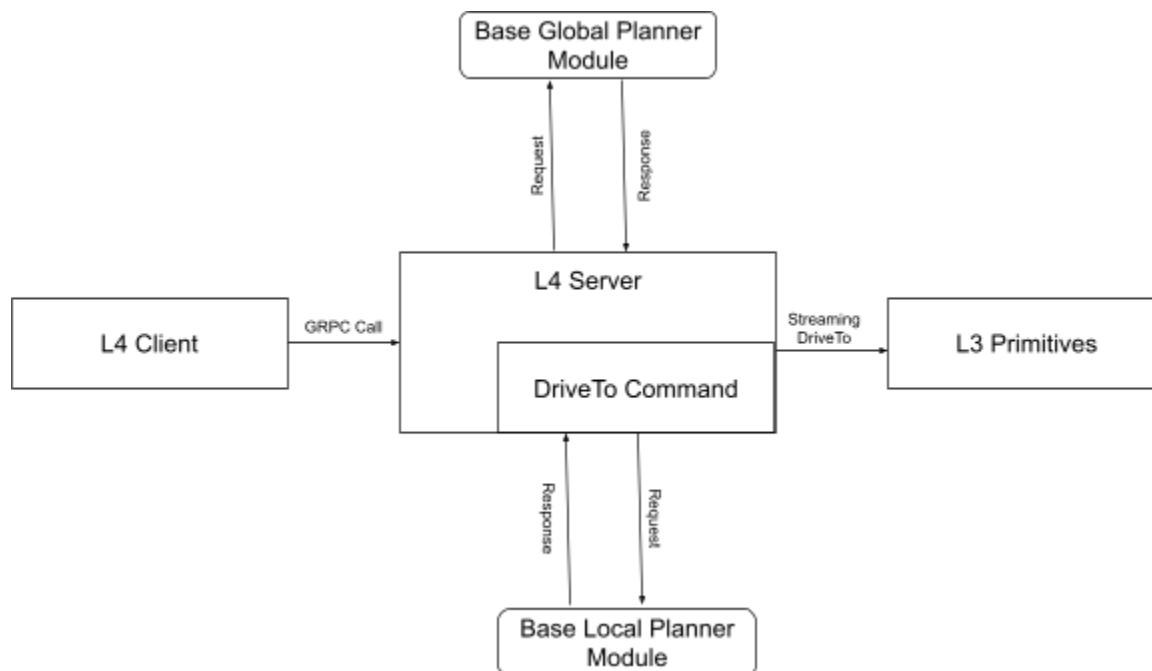 Base Global Planner
Module
Request
Response
L4 Server
L4 Client
GRPC Call
Streaming
DriveTo
L3 Primitives
DriveTo Command
Response
Request
Base Local Planner
Module